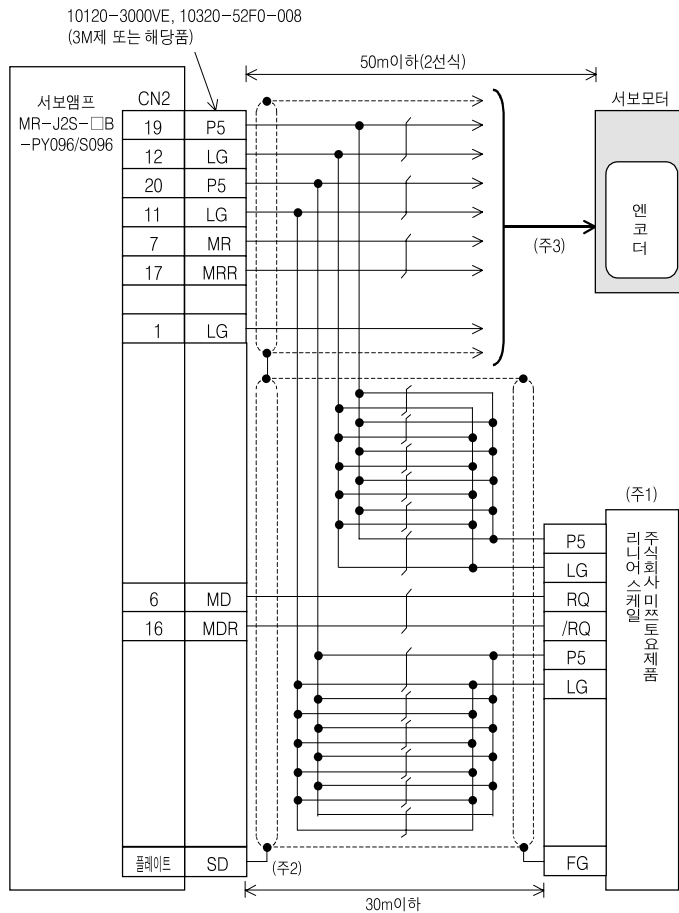 10120-3000VE, 10320-52F0-008
(3M제 또는 해당품)
50m이하(2선식)
서보앰프
MR-J2S-□B
-PY096/S096
CN2
서보모터
19 P5
12 LG
20 P5
11 LG
7 MR
17 MRR
1 LG
엔코더
(주3)
(주1)
P5
LG
6 MD
RQ
16 MDR
/RQ
P5
LG
주식회사 미쯔토요제품
리니어 스케일
플레이트 SD
(주2)
FG
30m이하